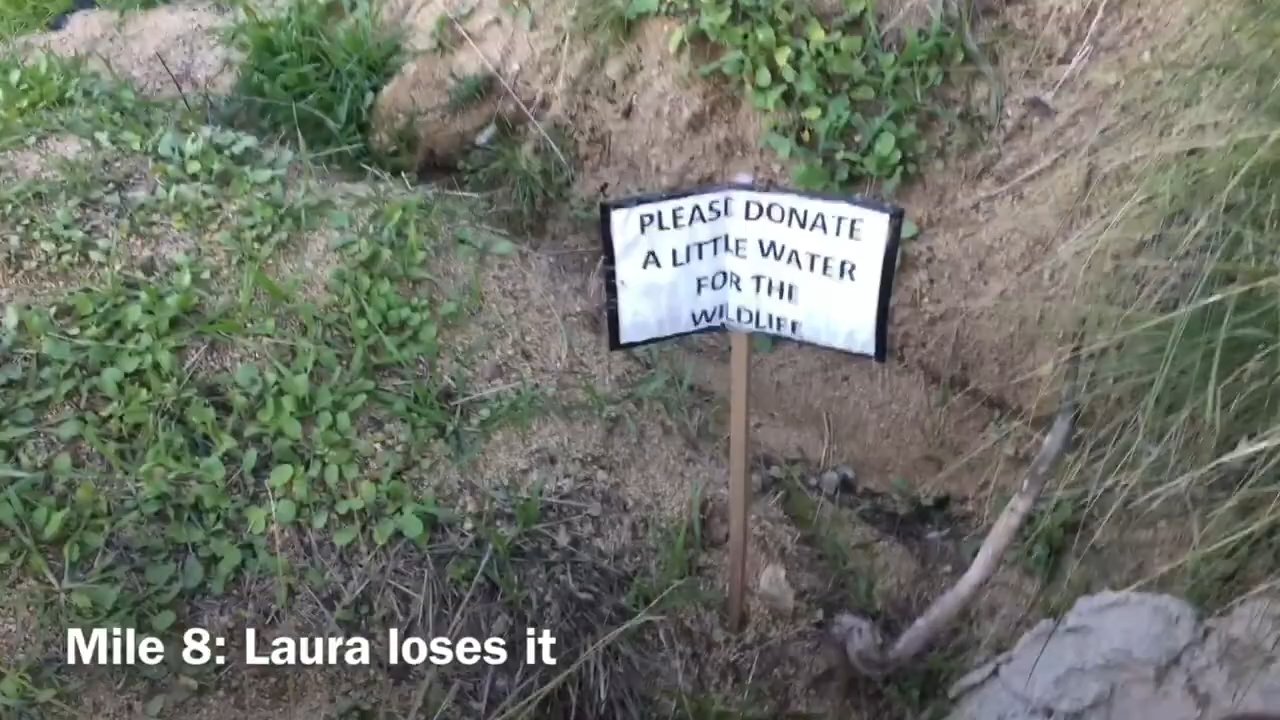 PLEASE DONATE
A LITTLE WATER
FOR THE
WILDLIFE
Mile 8: Laura loses it